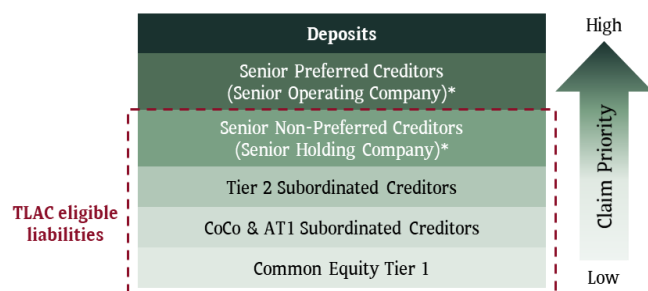 Deposits
Senior Preferred Creditors
(Senior Operating Company)*
Senior Non-Preferred Creditors
(Senior Holding Company)*
Tier 2 Subordinated Creditors
CoCo & AT1 Subordinated Creditors
Common Equity Tier 1
TLAC eligible
liabilities
High
Claim Priority
Low